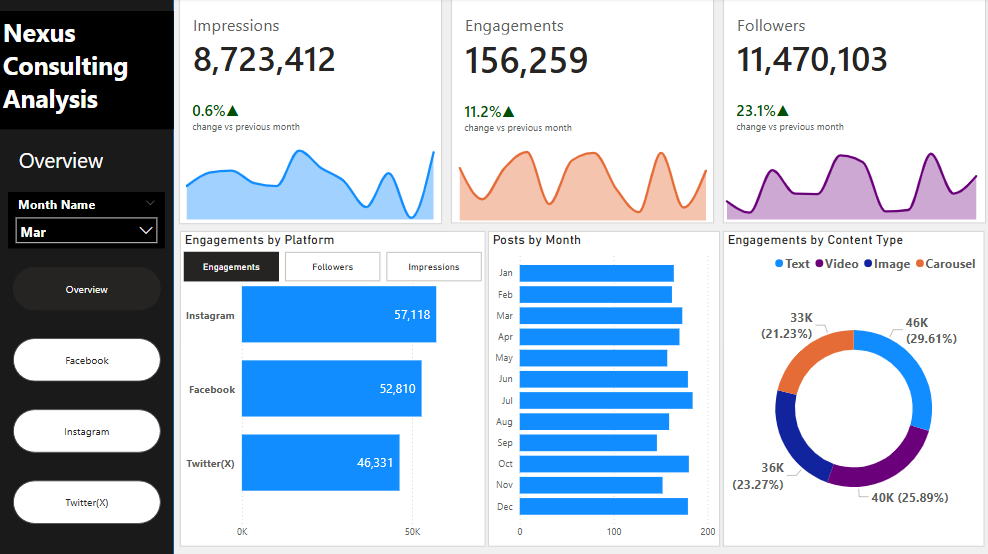 Nexus
Consulting
Analysis
Overview
Month Name
Mar
Overview
Facebook
Instagram
Twitter(X)
Impressions
8,723,412
0.6%▲
change vs previous month
Engagements
156,259
11.2%▲
change vs previous month
Followers
11,470,103
23.1%▲
change vs previous month
Engagements by Platform
Engagements
Followers
Impressions
Instagram
57,118
Facebook
52,810
Twitter(X)
46,331
0K
50K
Posts by Month
Jan
Feb
Mar
Apr
May
Jun
Jul
Aug
Sep
Oct
Nov
Dec
0
100
200
Engagements by Content Type
Text
Video
Image
Carousel
33K
(21.23%)
46K
(29.61%)
36K
(23.27%)
40K (25.89%)